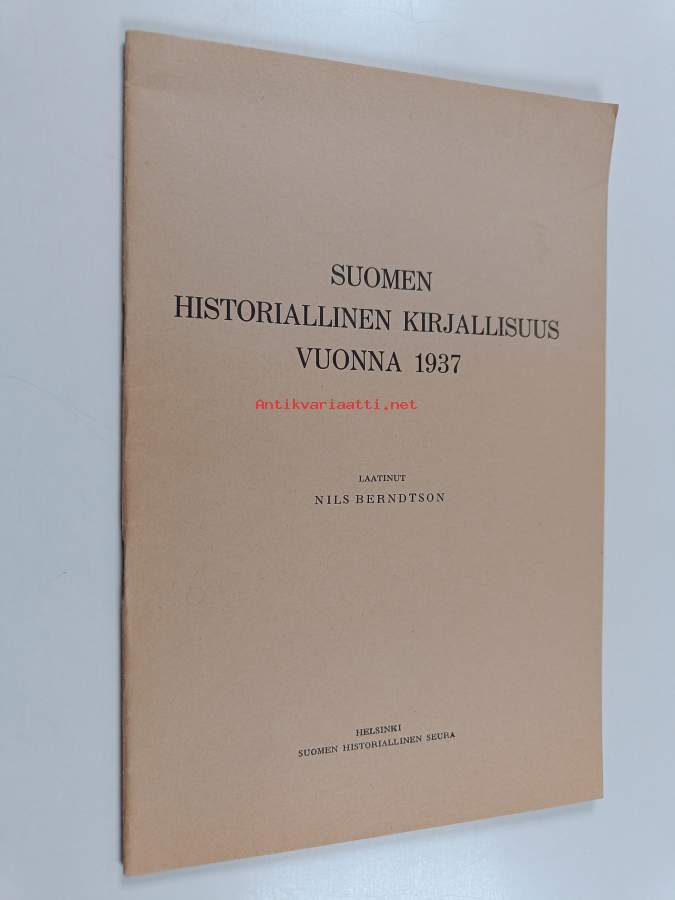 SUOMEN
HISTORIALLINEN KIRJALLISUUS
VUONNA 1937
Antikvariaatti.net
LAATINUT
NILS BERNDTSON
HELSINKI
SUOMEN HISTORIALLINEN SEURA